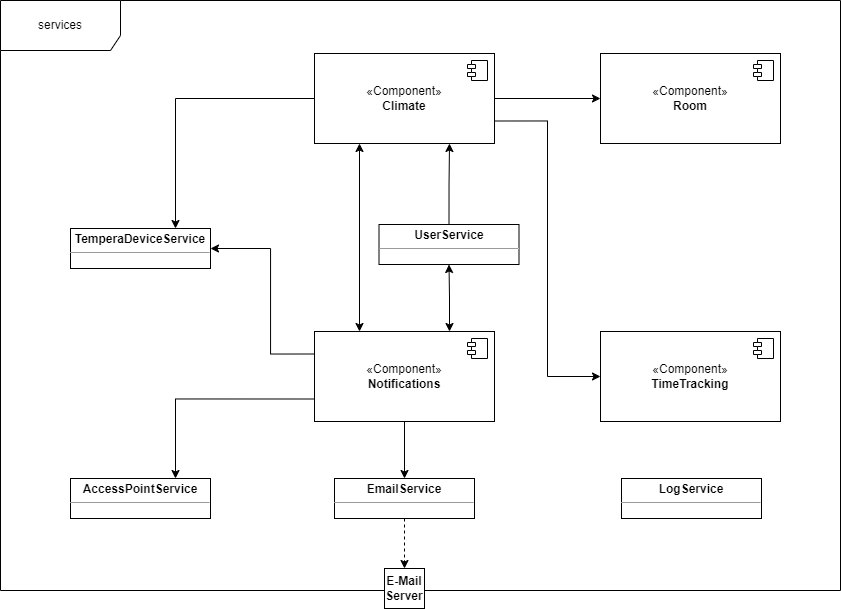 services
«Component»
Climate
«Component»
Room
TemperaDeviceService
UserService
«Component»
Notifications
«Component»
TimeTracking
AccessPointService
EmailService
LogService
E-Mail
Server